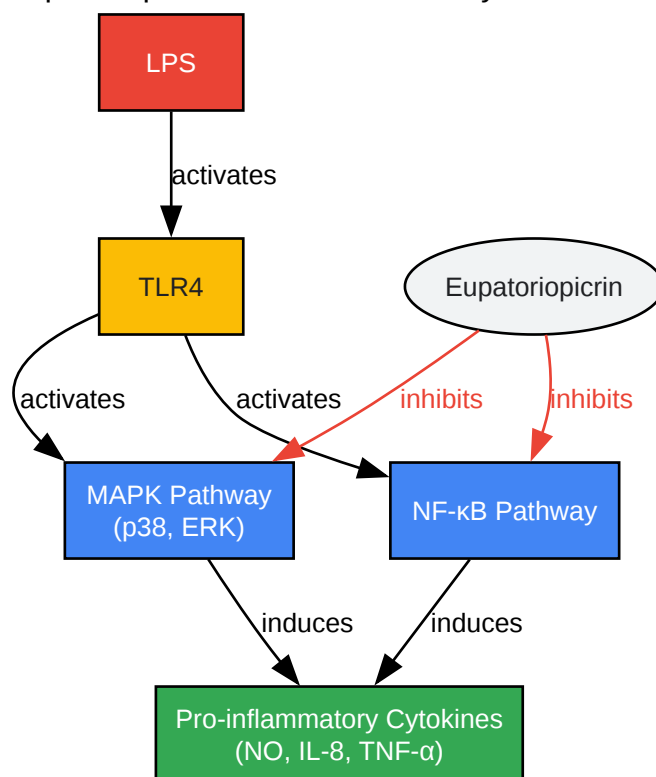 LPS
activates
TLR4
Eupatoriopicrin
activates
activates
inhibits
inhibits
MAPK Pathway
(p38, ERK)
NF-κB Pathway
induces
induces
Pro-inflammatory Cytokines
(NO, IL-8, TNF-α)